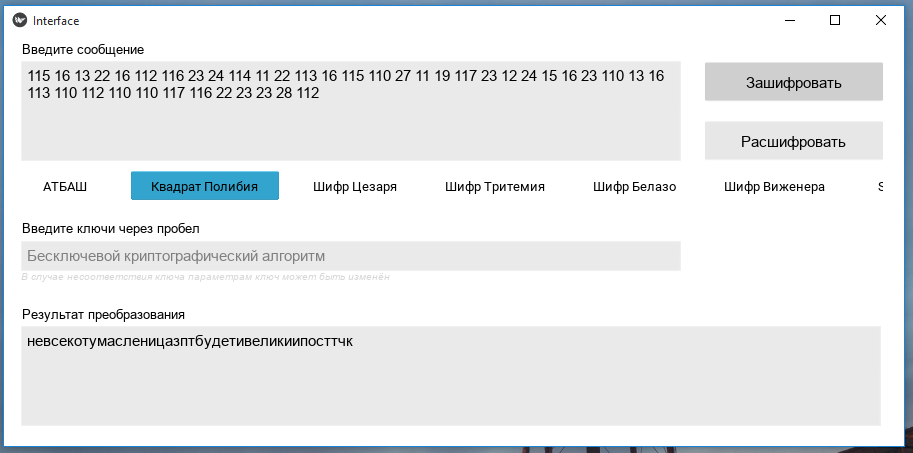 Interface
Введите сообщение
115 16 13 22 16 112 116 23 24 114 11 22 113 16 115 110 27 11 19 117 23 12 24 15 16 23 110 13 16
113 110 112 110 110 117 116 22 23 23 28 112
Зашифровать
Расшифровать
АТБАШ Квадрат Полибия Шифр Цезаря Шифр Тритемия Шифр Белазо Шифр Виженера
Введите ключи через пробел
Бесключевой криптографический алгоритм
В случае несоответствия ключа параметрам ключ может быть изменён
Результат преобразования
невсекотумасленицазптбудетивеликиипосттчк